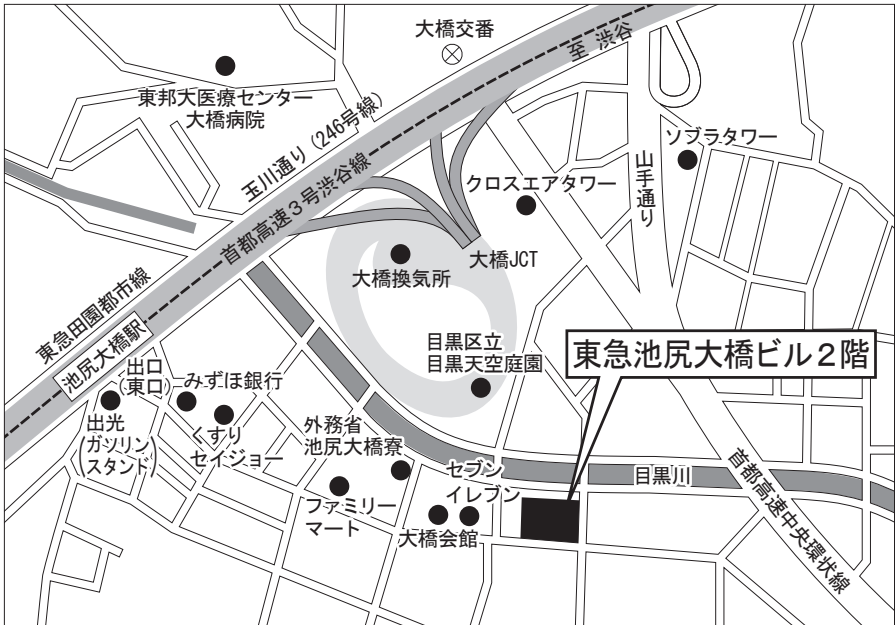 大橋交番
至 渋谷
東邦大医療センター
大橋病院
玉川通り (246号線)
首都高速3号渋谷線
ソブラタワー
山手通り
クロスエアタワー
大橋JCT
大橋換気所
東急田園都市線
池尻大橋駅
目黒区立
目黒天空庭園
東急池尻大橋ビル2階
出口
(東口)
みずほ銀行
出光
(ガソリン
スタンド)
くすり
セイジョー
外務省
池尻大橋寮
セブン
イレブン
ファミリー
マート
大橋会館
目黒川
首都高速中央環状線